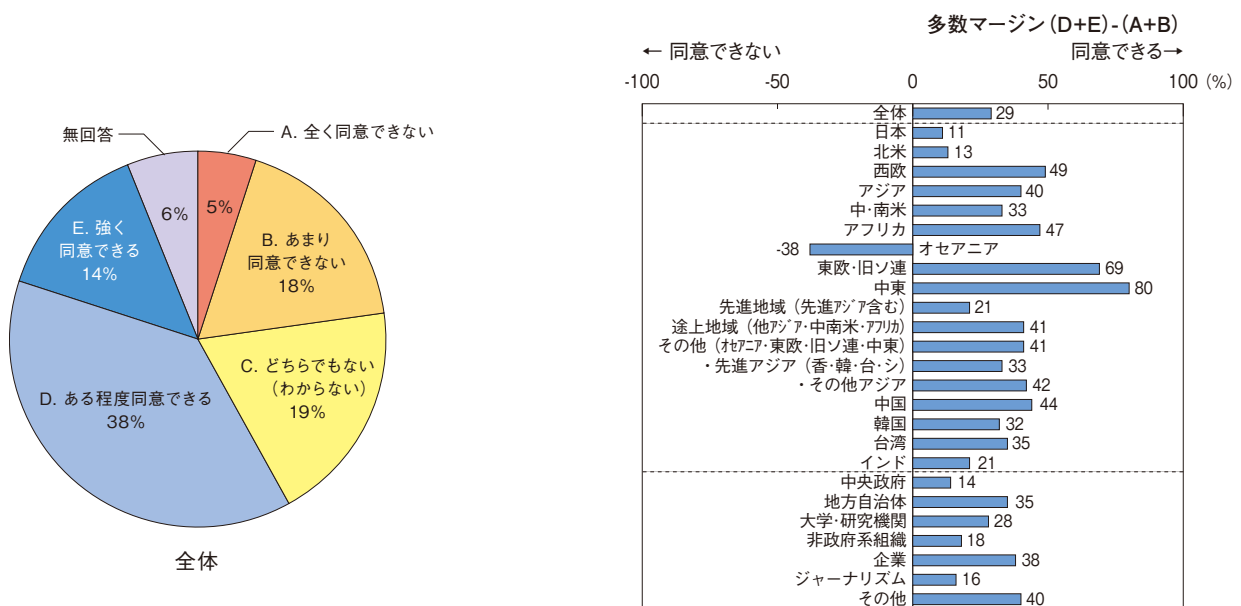 無回答
A. 全く同意できない
6%
5%
E. 強く
同意できる
14%
B. あまり
同意できない
18%
C. どちらでもない
（わからない）
19%
D. ある程度同意できる
38%
全体
多数マージン（D+E）-（A+B）
← 同意できない 同意できる→
-100 -50 0 50 100 (%)
全体 29
日本 11
北米 13
西欧 49
アジア 40
中・南米 33
アフリカ 47
-38 オセアニア
東欧・旧ソ連 69
中東 80
先進地域（先進ｱｼﾞｱ含む） 21
途上地域（他ｱｼﾞｱ・中南米・ｱﾌﾘｶ） 41
その他（ｵｾｱﾆｱ・東欧・旧ソ連・中東） 41
・先進アジア（香・韓・台・シ） 33
・その他アジア 42
中国 44
韓国 32
台湾 35
インド 21
中央政府 14
地方自治体 35
大学・研究機関 28
非政府系組織 18
企業 38
ジャーナリズム 16
その他 40